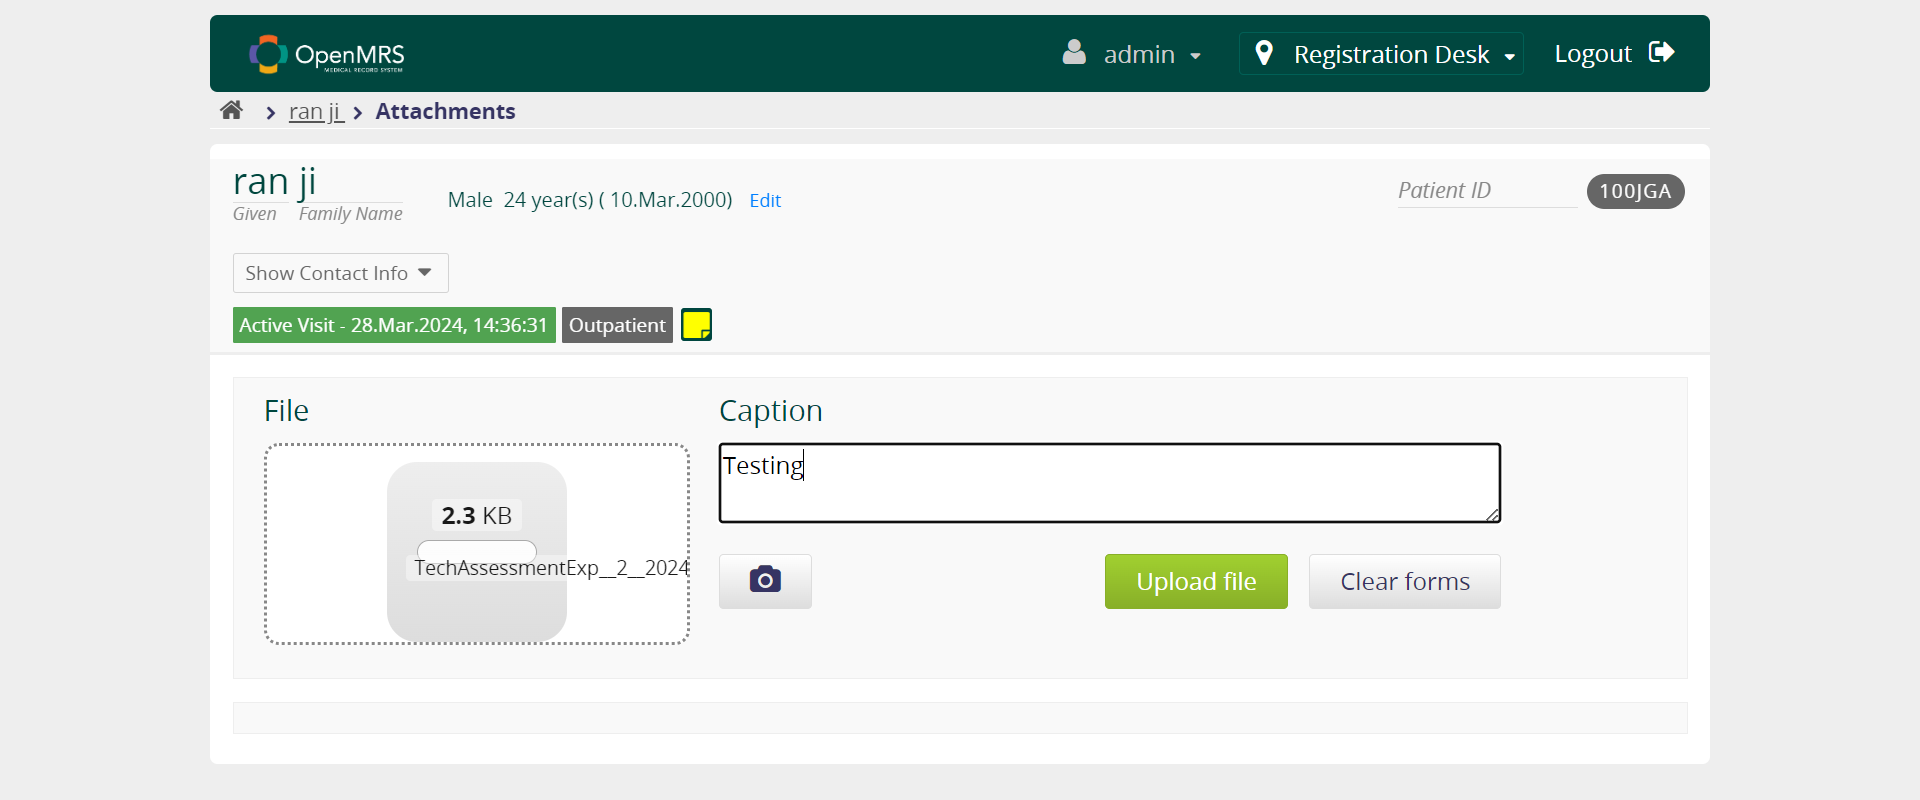 OpenMRS
MEDICAL RECORD SYSTEM
admin
Registration Desk
Logout
ran ji
Attachments
ran ji
Given Family Name
Male 24 year(s) ( 10.Mar.2000) Edit
Patient ID 100JGA
Show Contact Info
Active Visit - 28.Mar.2024, 14:36:31 Outpatient
File
2.3 KB
TechAssessmentExp__2__2024
Caption
Testing
Upload file
Clear forms